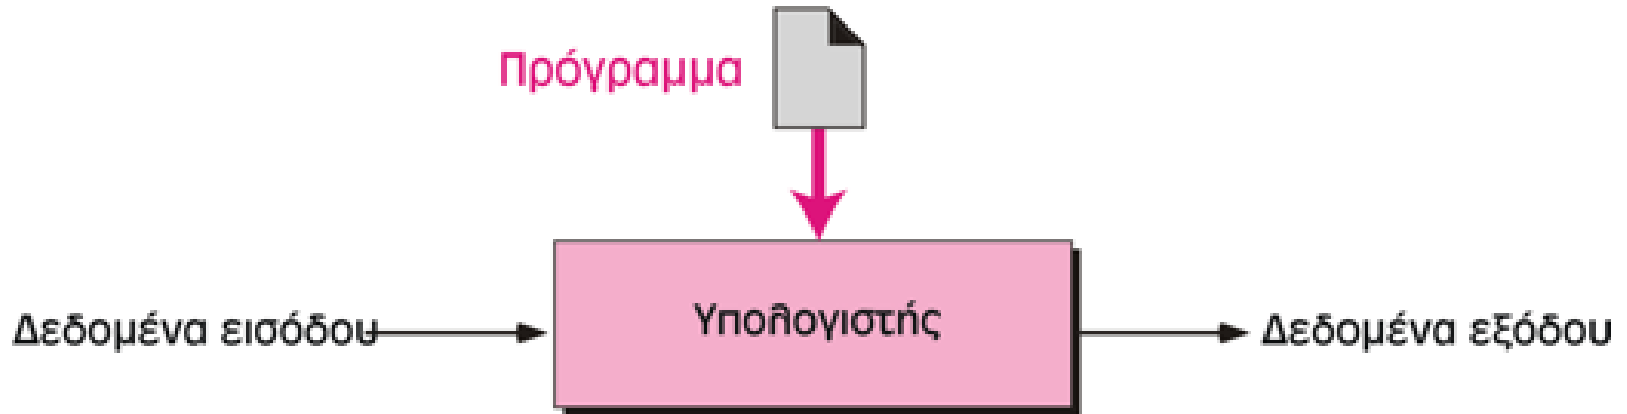 Πρόγραμμα
Υπολογιστής
Δεδομένα εισόδου
Δεδομένα εξόδου